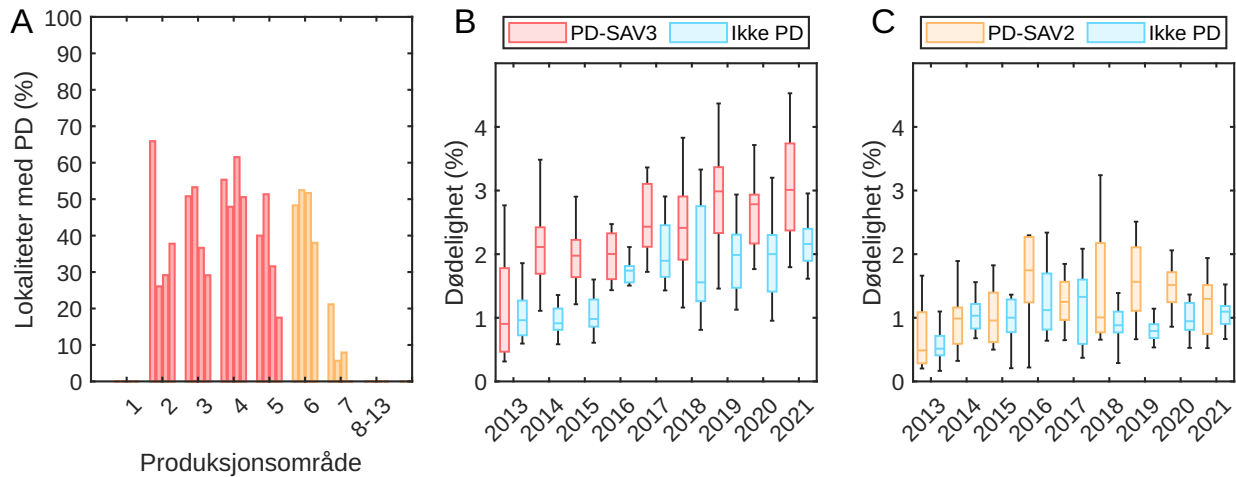 A
Lokaliteter med PD (%)
100
90
80
70
60
50
40
30
20
10
0
1 2 3 4 5 6 7 8-13
Produksjonsområde
B
PD-SAV3 Ikke PD
Dødelighet (%)
4
3
2
1
0
2013 2014 2015 2016 2017 2018 2019 2020 2021
C
PD-SAV2 Ikke PD
Dødelighet (%)
4
3
2
1
0
2013 2014 2015 2016 2017 2018 2019 2020 2021